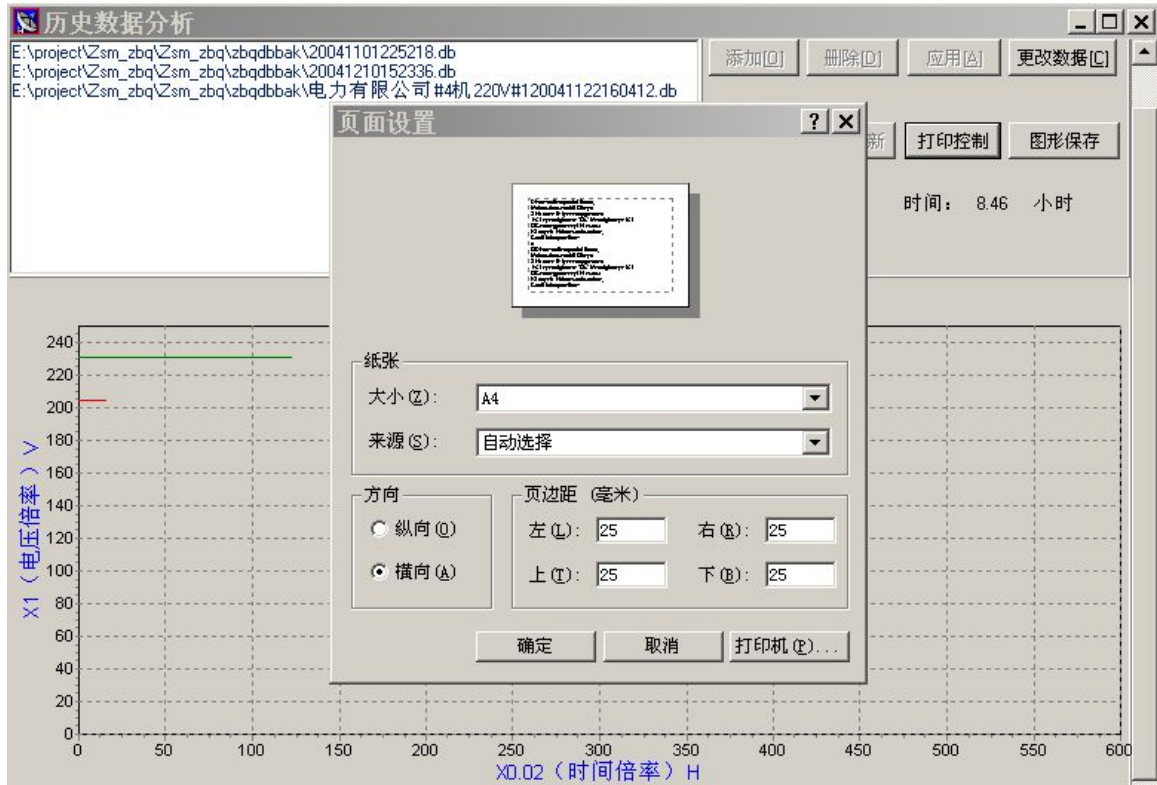 历史数据分析
E:\project\Zsm_zbq\Zsm_zbq\zbqdbbak\20041101225218.db
E:\project\Zsm_zbq\Zsm_zbq\zbqdbbak\20041210152336.db
E:\project\Zsm_zbq\Zsm_zbq\zbqdbbak\电力有限公司#4机220V#120041122160412.db
添加[O] 删除[D] 应用[A] 更改数据[C]
新 打印控制 图形保存
时间: 8.46 小时
页面设置
纸张
大小(Z): A4
来源(S): 自动选择
方向
纵向(O)
横向(A)
页边距 (毫米)
左(L): 25 右(R): 25
上(T): 25 下(B): 25
确定 取消 打印机(P)...
X1 (电压倍率) V
240
220
200
180
160
140
120
100
80
60
40
20
0
0 50 100 150 200 250 300 350 400 450 500 550 600
X0.02 (时间倍率) H